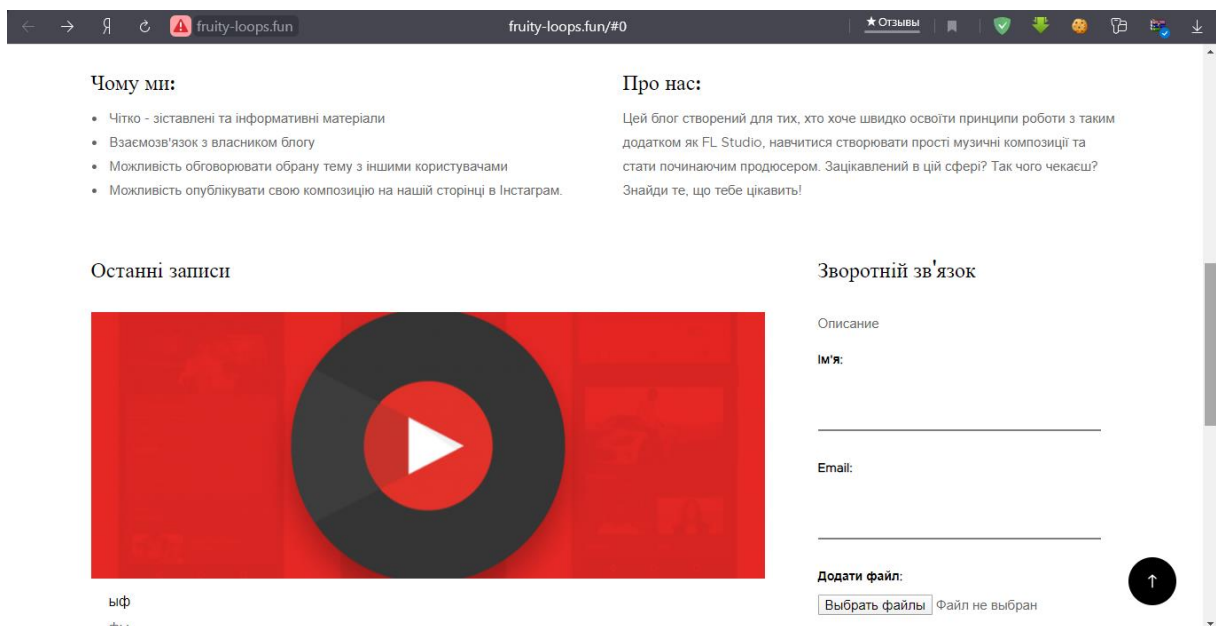 fruity-loops.fun
fruity-loops.fun/#0
★Отзывы
Чому ми:
• Чітко - зіставлені та інформативні матеріали
• Взаємозв'язок з власником блогу
• Можливість обговорювати обрану тему з іншими користувачами
• Можливість опублікувати свою композицію на нашій сторінці в Інстаграм.
Про нас:
Цей блог створений для тих, хто хоче швидко освоїти принципи роботи з таким
додатком як FL Studio, навчитися створювати прості музичні композиції та
стати починаючим продюсером. Зацікавлений в цій сфері? Так чого чекаєш?
Знайди те, що тебе цікавить!
Останні записи
ыф
Зворотній зв'язок
Описание
Ім'я:
Email:
Додати файл:
Выбрать файлы Файл не выбран